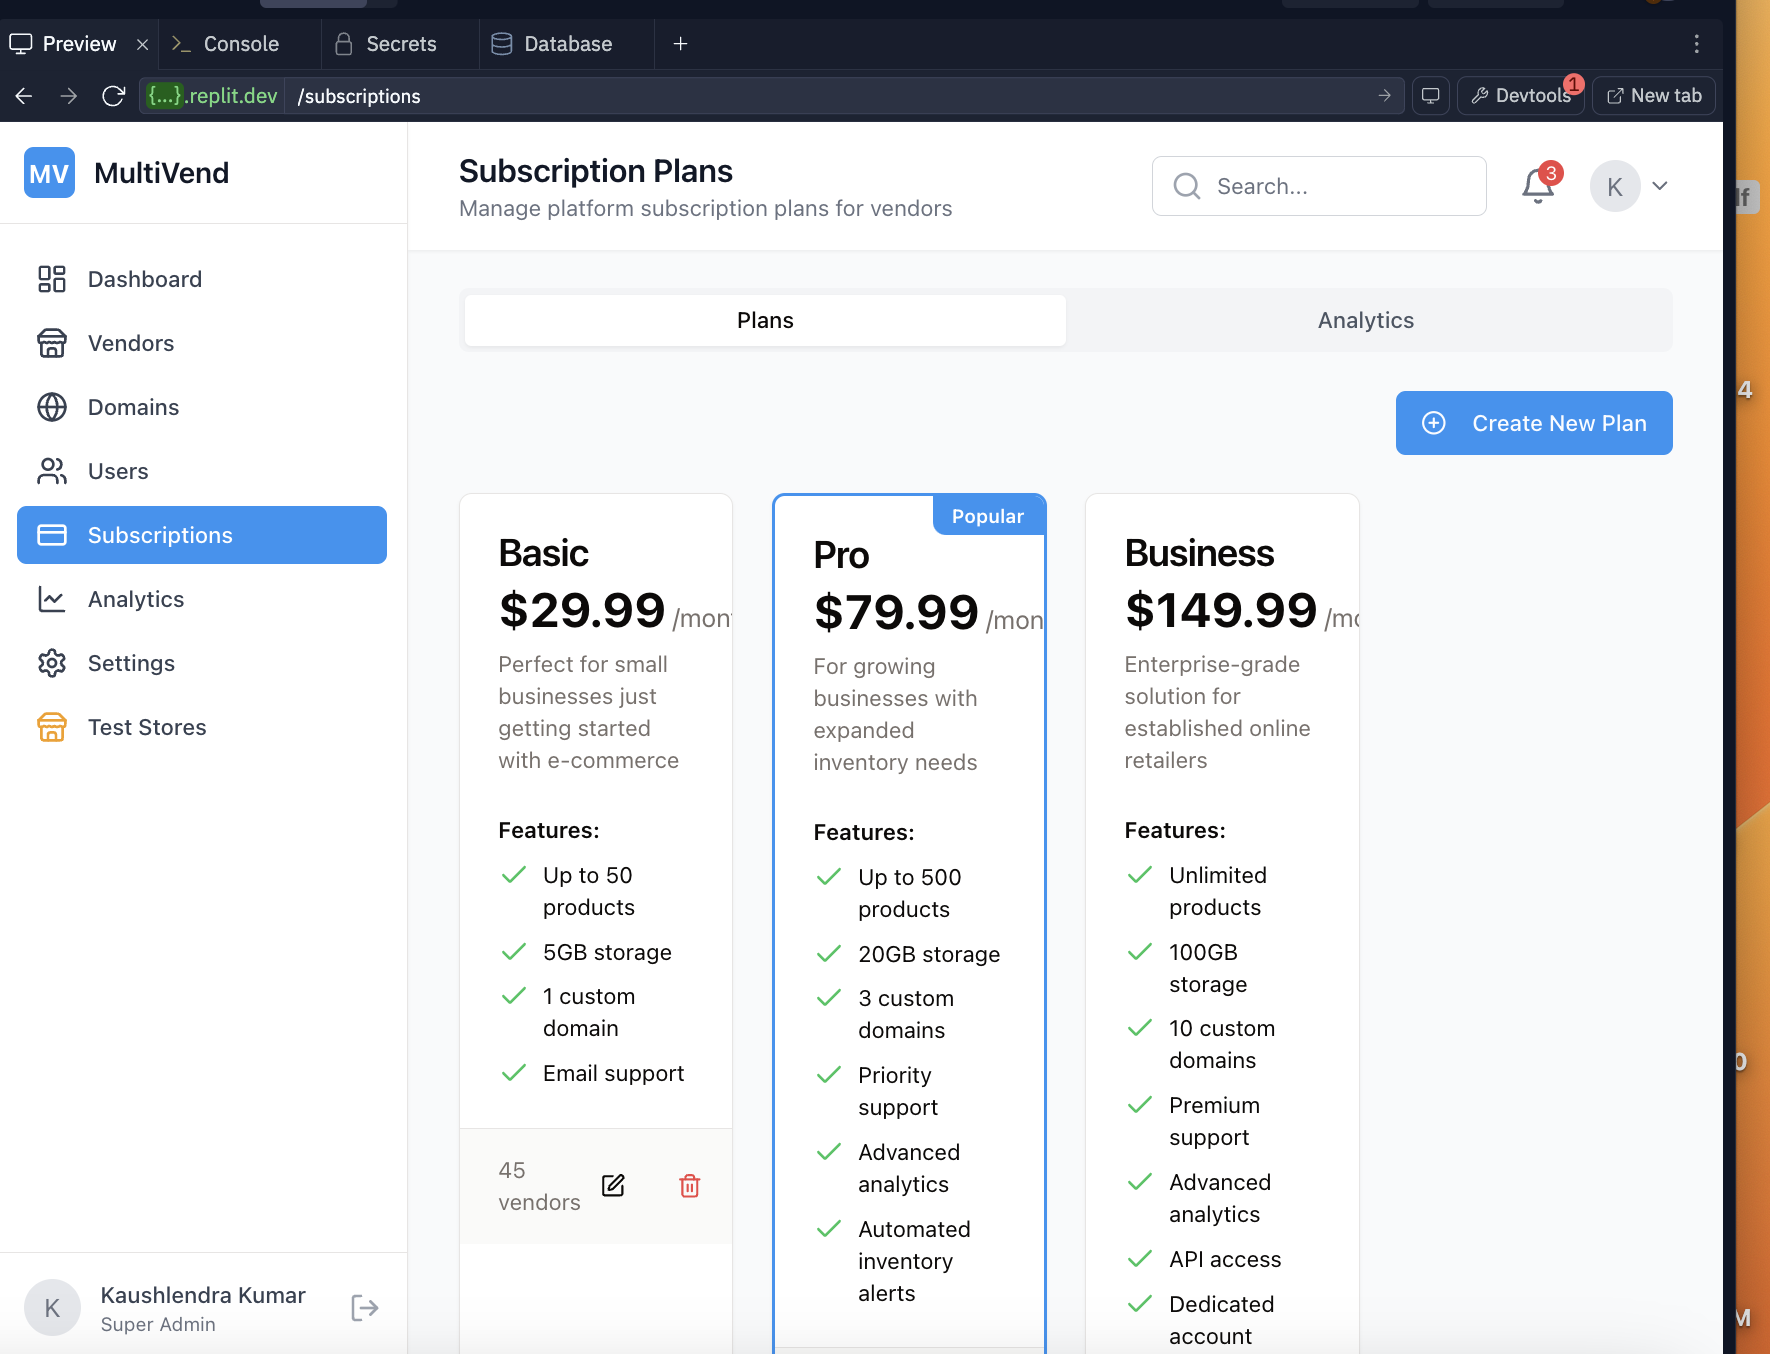 Preview
Console
Secrets
Database
{...}.replit.dev
/subscriptions
Devtools
1
New tab
MV
MultiVend
Subscription Plans
Manage platform subscription plans for vendors
Search...
3
K
Dashboard
Vendors
Domains
Users
Subscriptions
Analytics
Settings
Test Stores
Plans
Analytics
Create New Plan
Basic
$29.99 /mon
Perfect for small
businesses just
getting started
with e-commerce
Features:
Up to 50
products
5GB storage
1 custom
domain
Email support
45
vendors
Popular
Pro
$79.99 /mon
For growing
businesses with
expanded
inventory needs
Features:
Up to 500
products
20GB storage
3 custom
domains
Priority
support
Advanced
analytics
Automated
inventory
alerts
Business
$149.99 /mo
Enterprise-grade
solution for
established online
retailers
Features:
Unlimited
products
100GB
storage
10 custom
domains
Premium
support
Advanced
analytics
API access
Dedicated
account
K
Kaushlendra Kumar
Super Admin
4